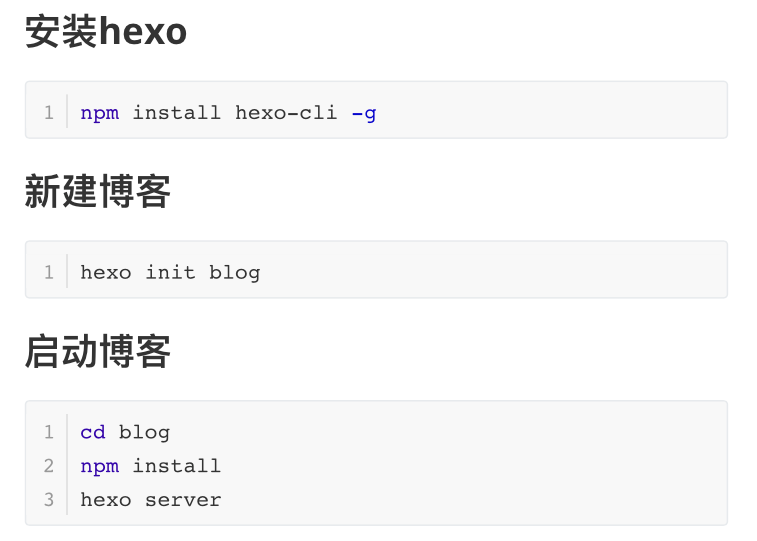 安装hexo
1 npm install hexo-cli -g
新建博客
1 hexo init blog
启动博客
1 cd blog
2 npm install
3 hexo server